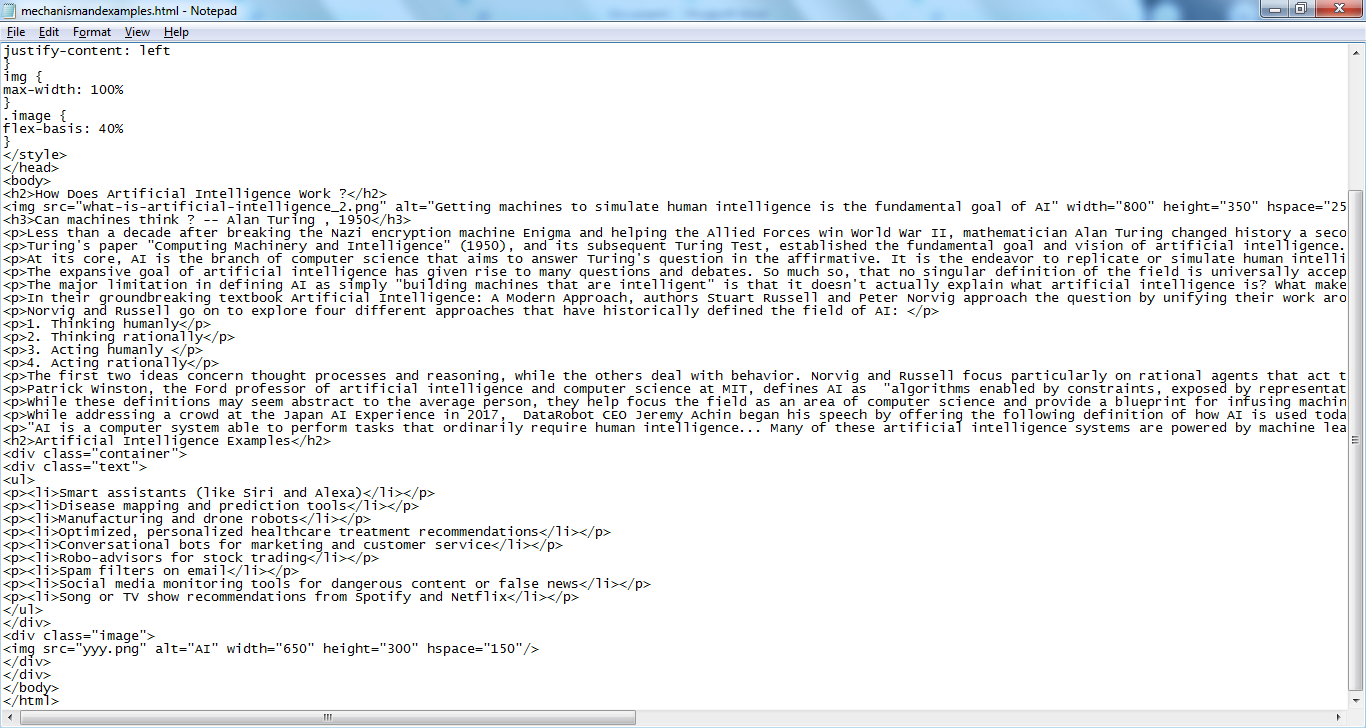 mechanismandexamples.html - Notepad
File Edit Format View Help
justify-content: left
}
img {
max-width: 100%
}
.image {
flex-basis: 40%
}
</style>
</head>
<body>
<h2>How Does Artificial Intelligence Work ?</h2>
<img src="what-is-artificial-intelligence_2.png" alt="Getting machines to simulate human intelligence is the fundamental goal of AI" width="800" height="350" hspace="25
<h3>Can machines think ? -- Alan Turing , 1950</h3>
<p>Less than a decade after breaking the Nazi encryption machine Enigma and helping the Allied Forces win World War II, mathematician Alan Turing changed history a seco
<p>Turing's paper "Computing Machinery and Intelligence" (1950), and its subsequent Turing Test, established the fundamental goal and vision of artificial intelligence.
<p>At its core, AI is the branch of computer science that aims to answer Turing's question in the affirmative. It is the endeavor to replicate or simulate human intelli
<p>The expansive goal of artificial intelligence has given rise to many questions and debates. So much so, that no singular definition of the field is universally accep
<p>The major limitation in defining AI as simply "building machines that are intelligent" is that it doesn't actually explain what artificial intelligence is? What make
<p>In their groundbreaking textbook Artificial Intelligence: A Modern Approach, authors Stuart Russell and Peter Norvig approach the question by unifying their work aro
<p>Norvig and Russell go on to explore four different approaches that have historically defined the field of AI: </p>
<p>1. Thinking humanly</p>
<p>2. Thinking rationally</p>
<p>3. Acting humanly </p>
<p>4. Acting rationally</p>
<p>The first two ideas concern thought processes and reasoning, while the others deal with behavior. Norvig and Russell focus particularly on rational agents that act t
<p>Patrick Winston, the Ford professor of artificial intelligence and computer science at MIT, defines AI as  "algorithms enabled by constraints, exposed by representat
<p>While these definitions may seem abstract to the average person, they help focus the field as an area of computer science and provide a blueprint for infusing machin
<p>While addressing a crowd at the Japan AI Experience in 2017,  DataRobot CEO Jeremy Achin began his speech by offering the following definition of how AI is used toda
<p>"AI is a computer system able to perform tasks that ordinarily require human intelligence... Many of these artificial intelligence systems are powered by machine lea
<h2>Artificial Intelligence Examples</h2>
<div class="container">
<div class="text">
<ul>
<p><li>Smart assistants (like Siri and Alexa)</li></p>
<p><li>Disease mapping and prediction tools</li></p>
<p><li>Manufacturing and drone robots</li></p>
<p><li>Optimized, personalized healthcare treatment recommendations</li></p>
<p><li>Conversational bots for marketing and customer service</li></p>
<p><li>Robo-advisors for stock trading</li></p>
<p><li>Spam filters on email</li></p>
<p><li>Social media monitoring tools for dangerous content or false news</li></p>
<p><li>Song or TV show recommendations from Spotify and Netflix</li></p>
</ul>
</div>
<div class="image">
<img src="yyy.png" alt="AI" width="650" height="300" hspace="150"/>
</div>
</div>
</body>
</html>